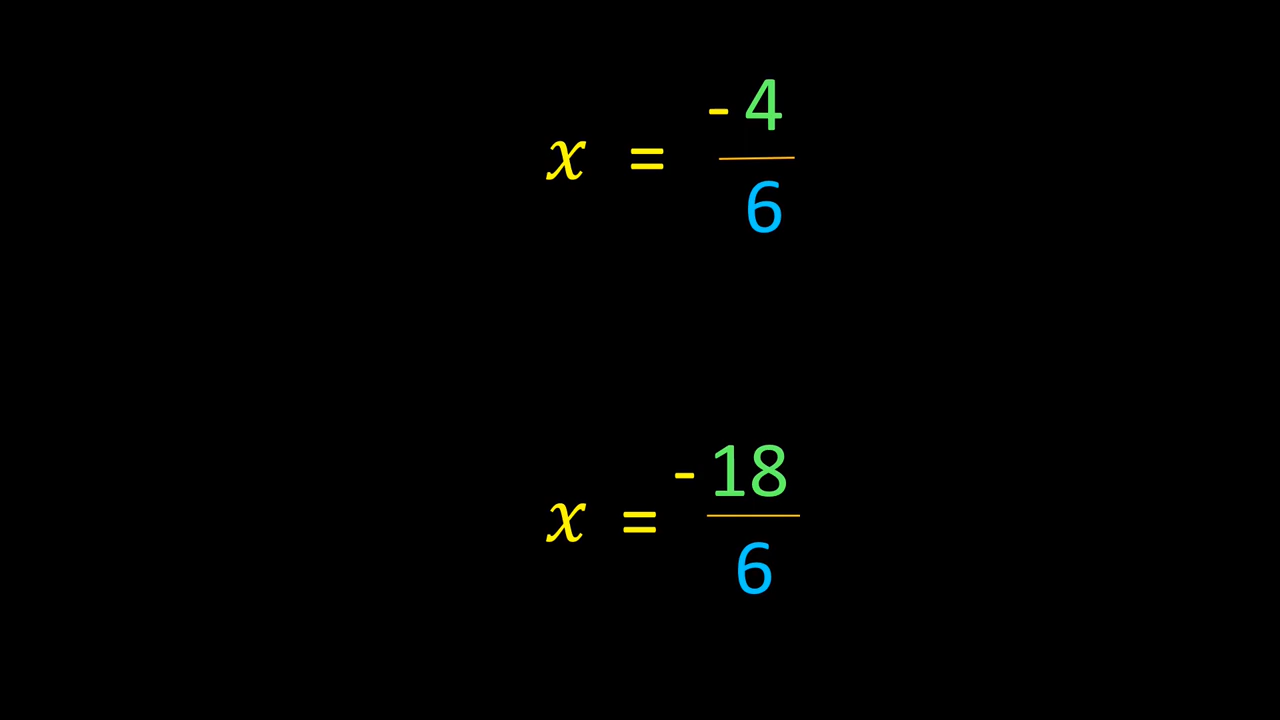 x = -4/6
x = -18/6